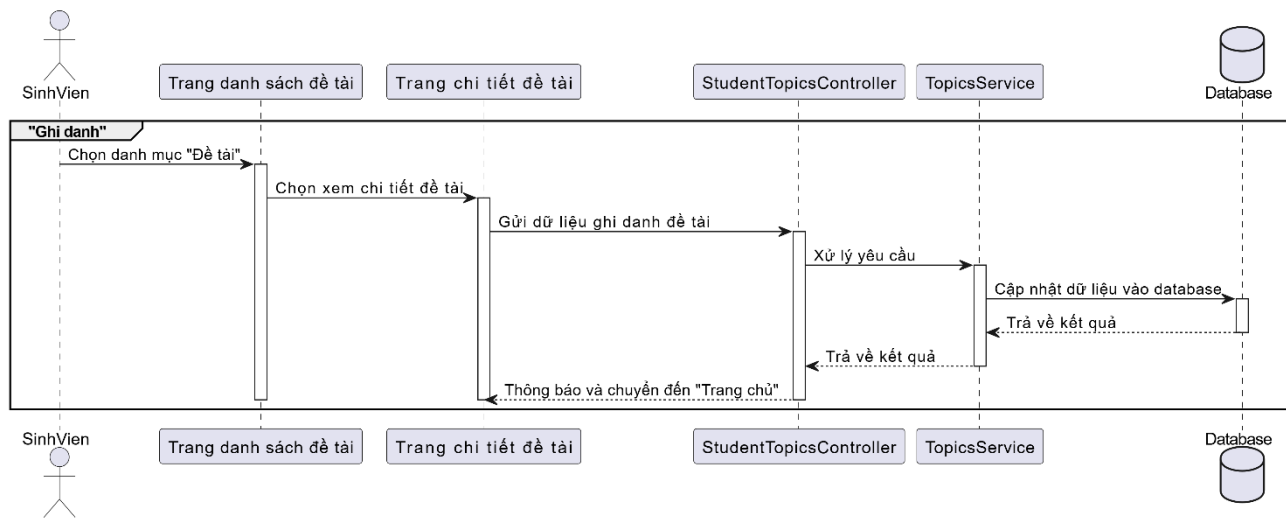 SinhVien
Trang danh sách đề tài
Trang chi tiết đề tài
StudentTopicsController
TopicsService
Database
"Ghi danh"
Chọn danh mục "Đề tài"
Chọn xem chi tiết đề tài
Gửi dữ liệu ghi danh đề tài
Xử lý yêu cầu
Cập nhật dữ liệu vào database
Trả về kết quả
Trả về kết quả
Thông báo và chuyển đến "Trang chủ"
SinhVien
Trang danh sách đề tài
Trang chi tiết đề tài
StudentTopicsController
TopicsService
Database